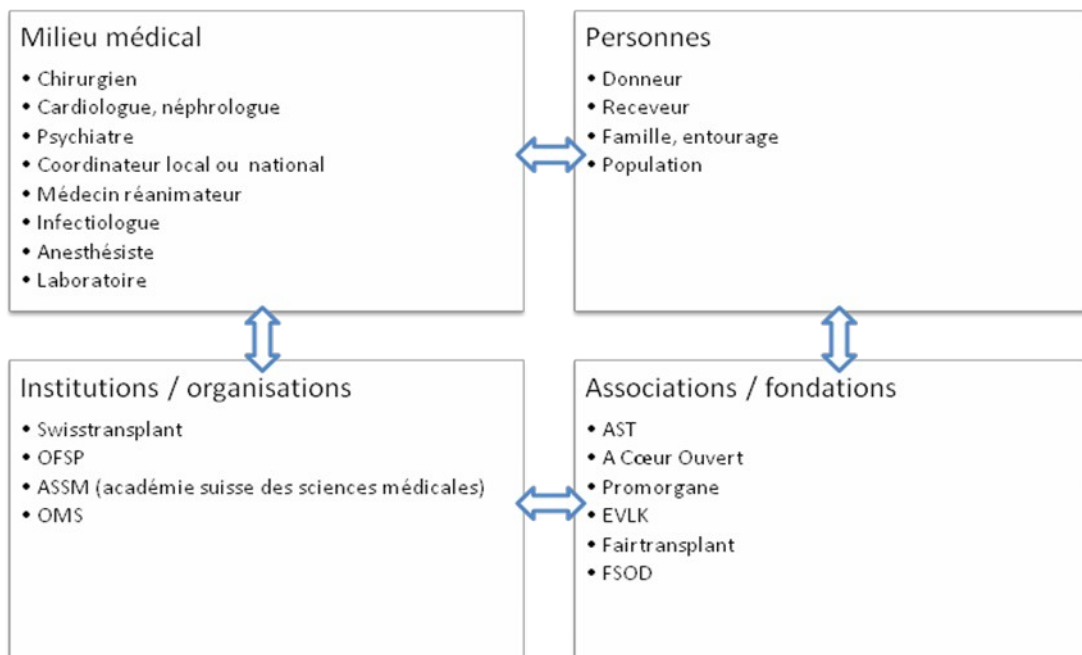 Milieu médical
• Chirurgien
• Cardiologue, néphrologue
• Psychiatre
• Coordinateur local ou national
• Médecin réanimateur
• Infectiologue
• Anesthésiste
• Laboratoire
Personnes
• Donneur
• Receveur
• Famille, entourage
• Population
Institutions / organisations
• Swisstransplant
• OFSP
• ASSM (académie suisse des sciences médicales)
• OMS
Associations / fondations
• AST
• A Cœur Ouvert
• Promorgane
• EVLK
• Fairtransplant
• FSOD